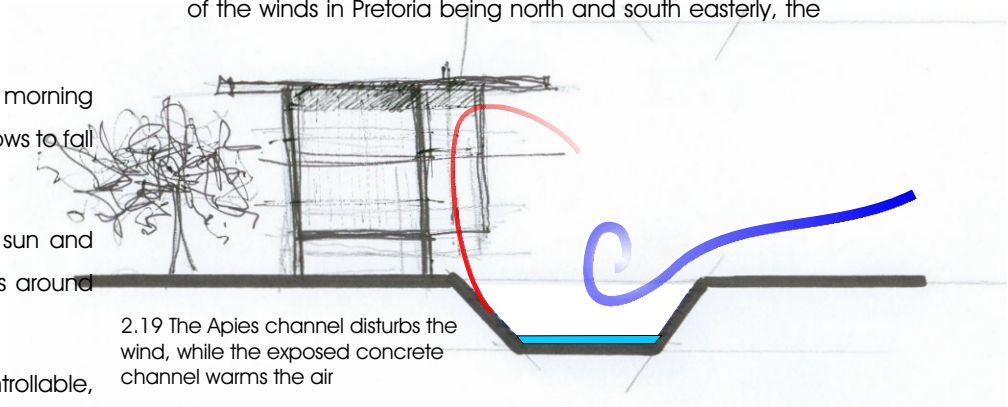 of the winds in Pretoria being north and south easterly, the
morning
ows to fall
sun and
s around
2.19 The Apies channel disturbs the
wind, while the exposed concrete
channel warms the air
ntrollable,